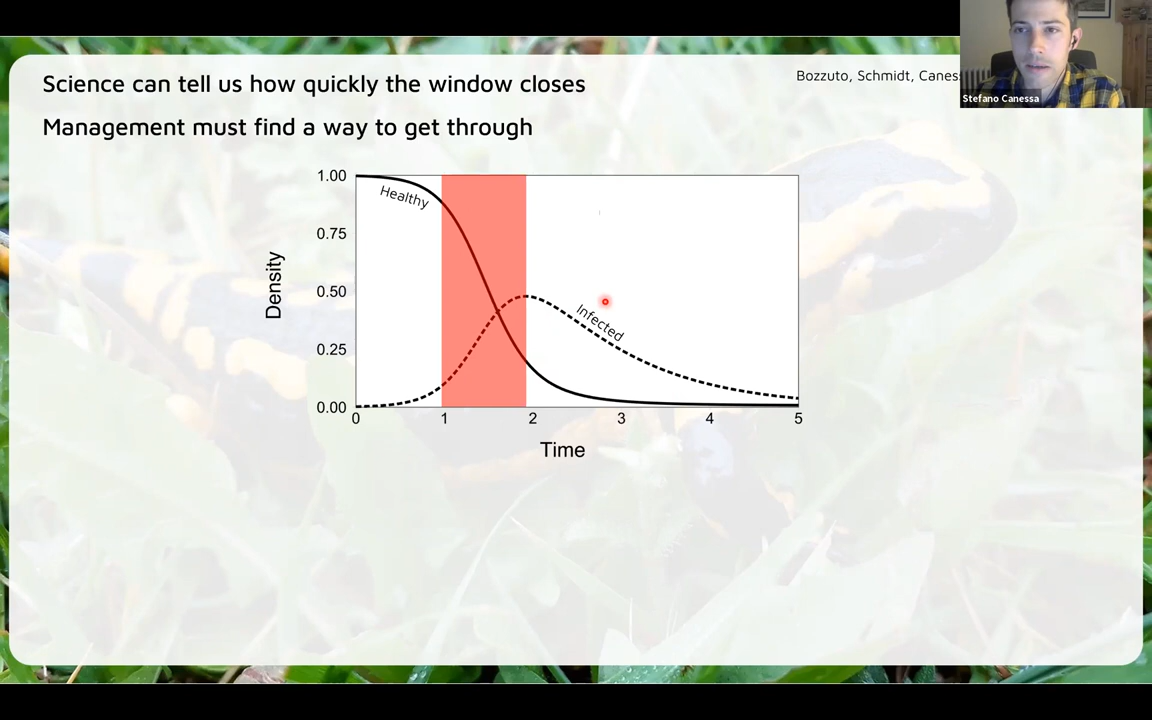 Science can tell us how quickly the window closes
Bozzuto, Schmidt, Canes
Stefano Canessa
Management must find a way to get through
1.00
Healthy
0.75
Density
0.50
Infected
0.25
0.00
0 1 2 3 4 5
Time